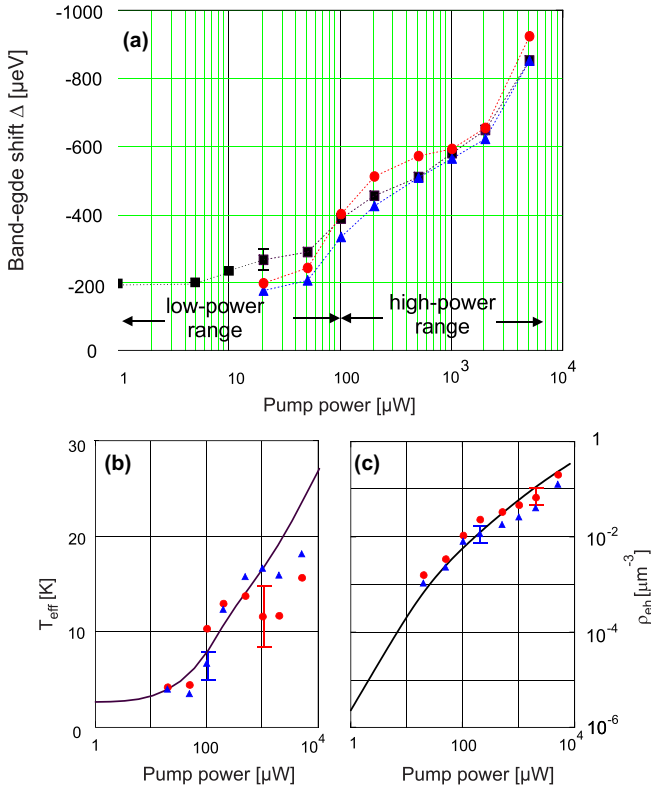 (a)
Band-egde shift Δ [µeV]
-1000
-800
-600
-400
-200
0
low-power
range
high-power
range
1
10
100
10³
10⁴
Pump power [µW]
(b)
T_eff [K]
30
20
10
0
1
100
10⁴
Pump power [µW]
(c)
1
10⁻²
10⁻⁴
10⁻⁶
ρ_eh [µm⁻³]
1
100
10⁴
Pump power [µW]